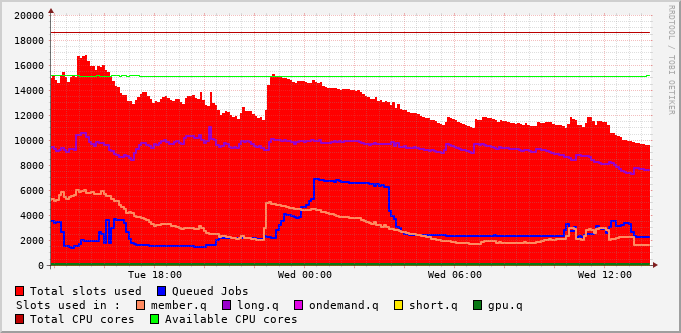 RRDTOOL / TOBI OETIKER
20000
18000
16000
14000
12000
10000
8000
6000
4000
2000
0
Tue 18:00 Wed 00:00 Wed 06:00 Wed 12:00
Total slots used Queued Jobs
Slots used in : member.q long.q ondemand.q short.q gpu.q
Total CPU cores Available CPU cores